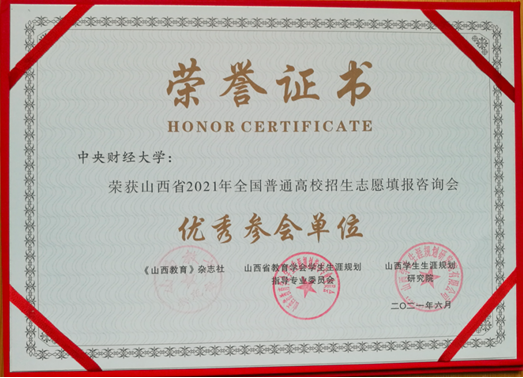 荣誉证书
HONOR CERTIFICATE
中央财经大学：
荣获山西省2021年全国普通高校招生志愿填报咨询会
优秀参会单位
《山西教育》杂志社
山西省教育学会学生生涯规划
指导专业委员会
山西学生生涯规划
研究院
二〇二一年六月